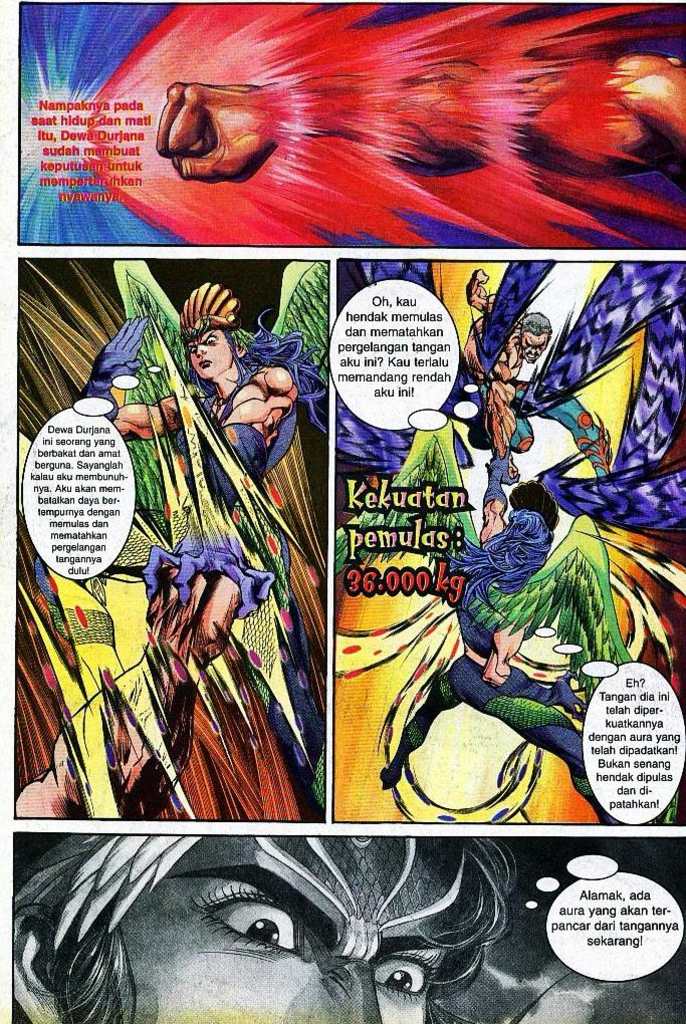 Nampaknya pada
saat hidup dan mati
itu, Dewa Durjana
sudah membuat
keputusan untuk
mempertaruhkan
nyawanya.
Dewa Durjana
ini seorang yang
berbakat dan amat
berguna. Sayanglah
kalau aku membunuh-
nya. Aku akan mem-
batalkan daya ber-
tempurnya dengan
memulas dan
mematahkan
pergelangan
tangannya
dulu!
Oh, kau
hendak memulas
dan mematahkan
pergelangan tangan
aku ini? Kau terlalu
memandang rendah
aku ini!
Kekuatan
pemulas :
36.000 kg
Eh?
Tangan dia ini
telah diper-
kuatkannya
dengan aura yang
telah dipadatkan!
Bukan senang
hendak dipulas
dan di-
patahkan!
Alamak, ada
aura yang akan ter-
pancar dari tangannya
sekarang!